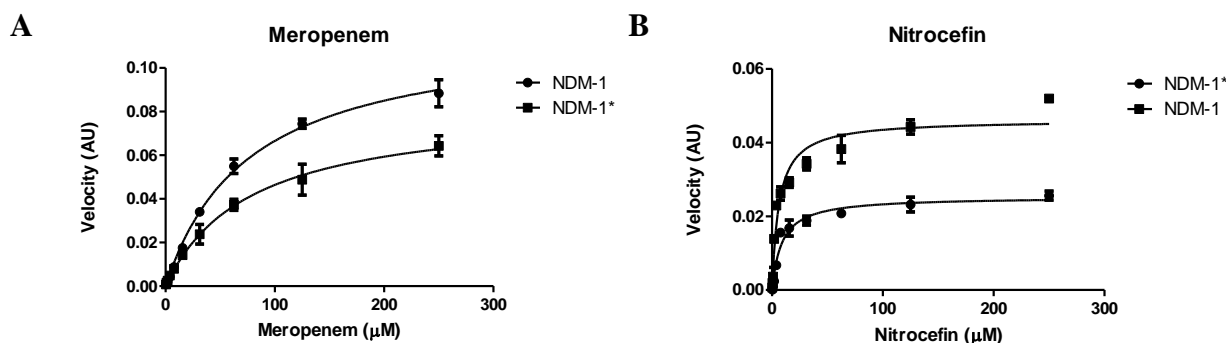 A
Meropenem
Velocity (AU)
0.10
0.08
0.06
0.04
0.02
0.00
0
100
200
300
Meropenem (μM)
NDM-1
NDM-1*
B
Nitrocefin
Velocity (AU)
0.06
0.04
0.02
0.00
0
100
200
300
Nitrocefin (μM)
NDM-1*
NDM-1